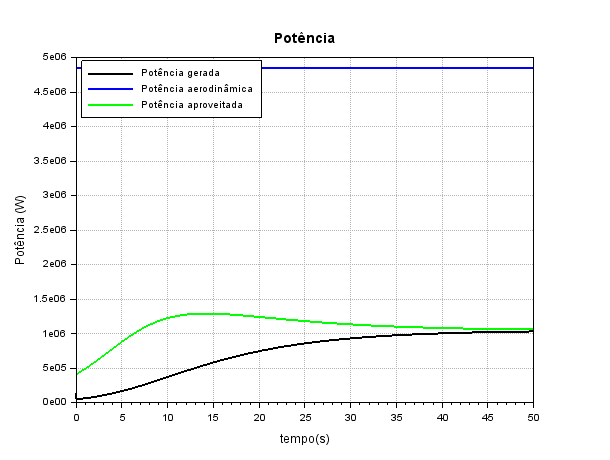 Potência
Potência gerada
Potência aerodinâmica
Potência aproveitada
Potência (W)
5e06
4.5e06
4e06
3.5e06
3e06
2.5e06
2e06
1.5e06
1e06
5e05
0e00
0 5 10 15 20 25 30 35 40 45 50
tempo(s)